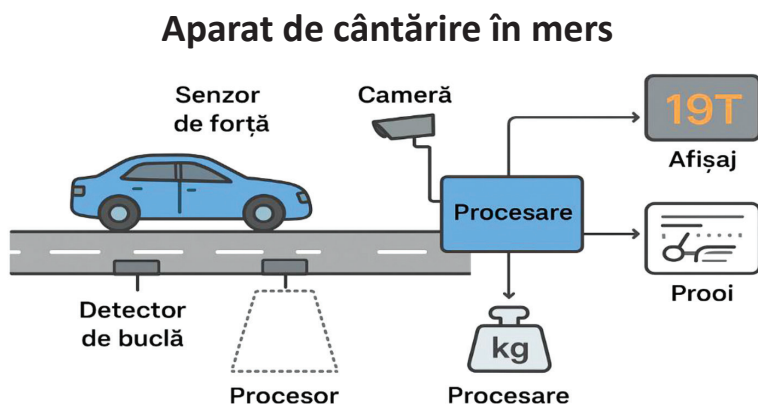 Aparat de cântărire în mers
Senzor
de forță
Cameră
19T
Afișaj
Procesare
Prooi
Detector
de buclă
kg
Procesor
Procesare